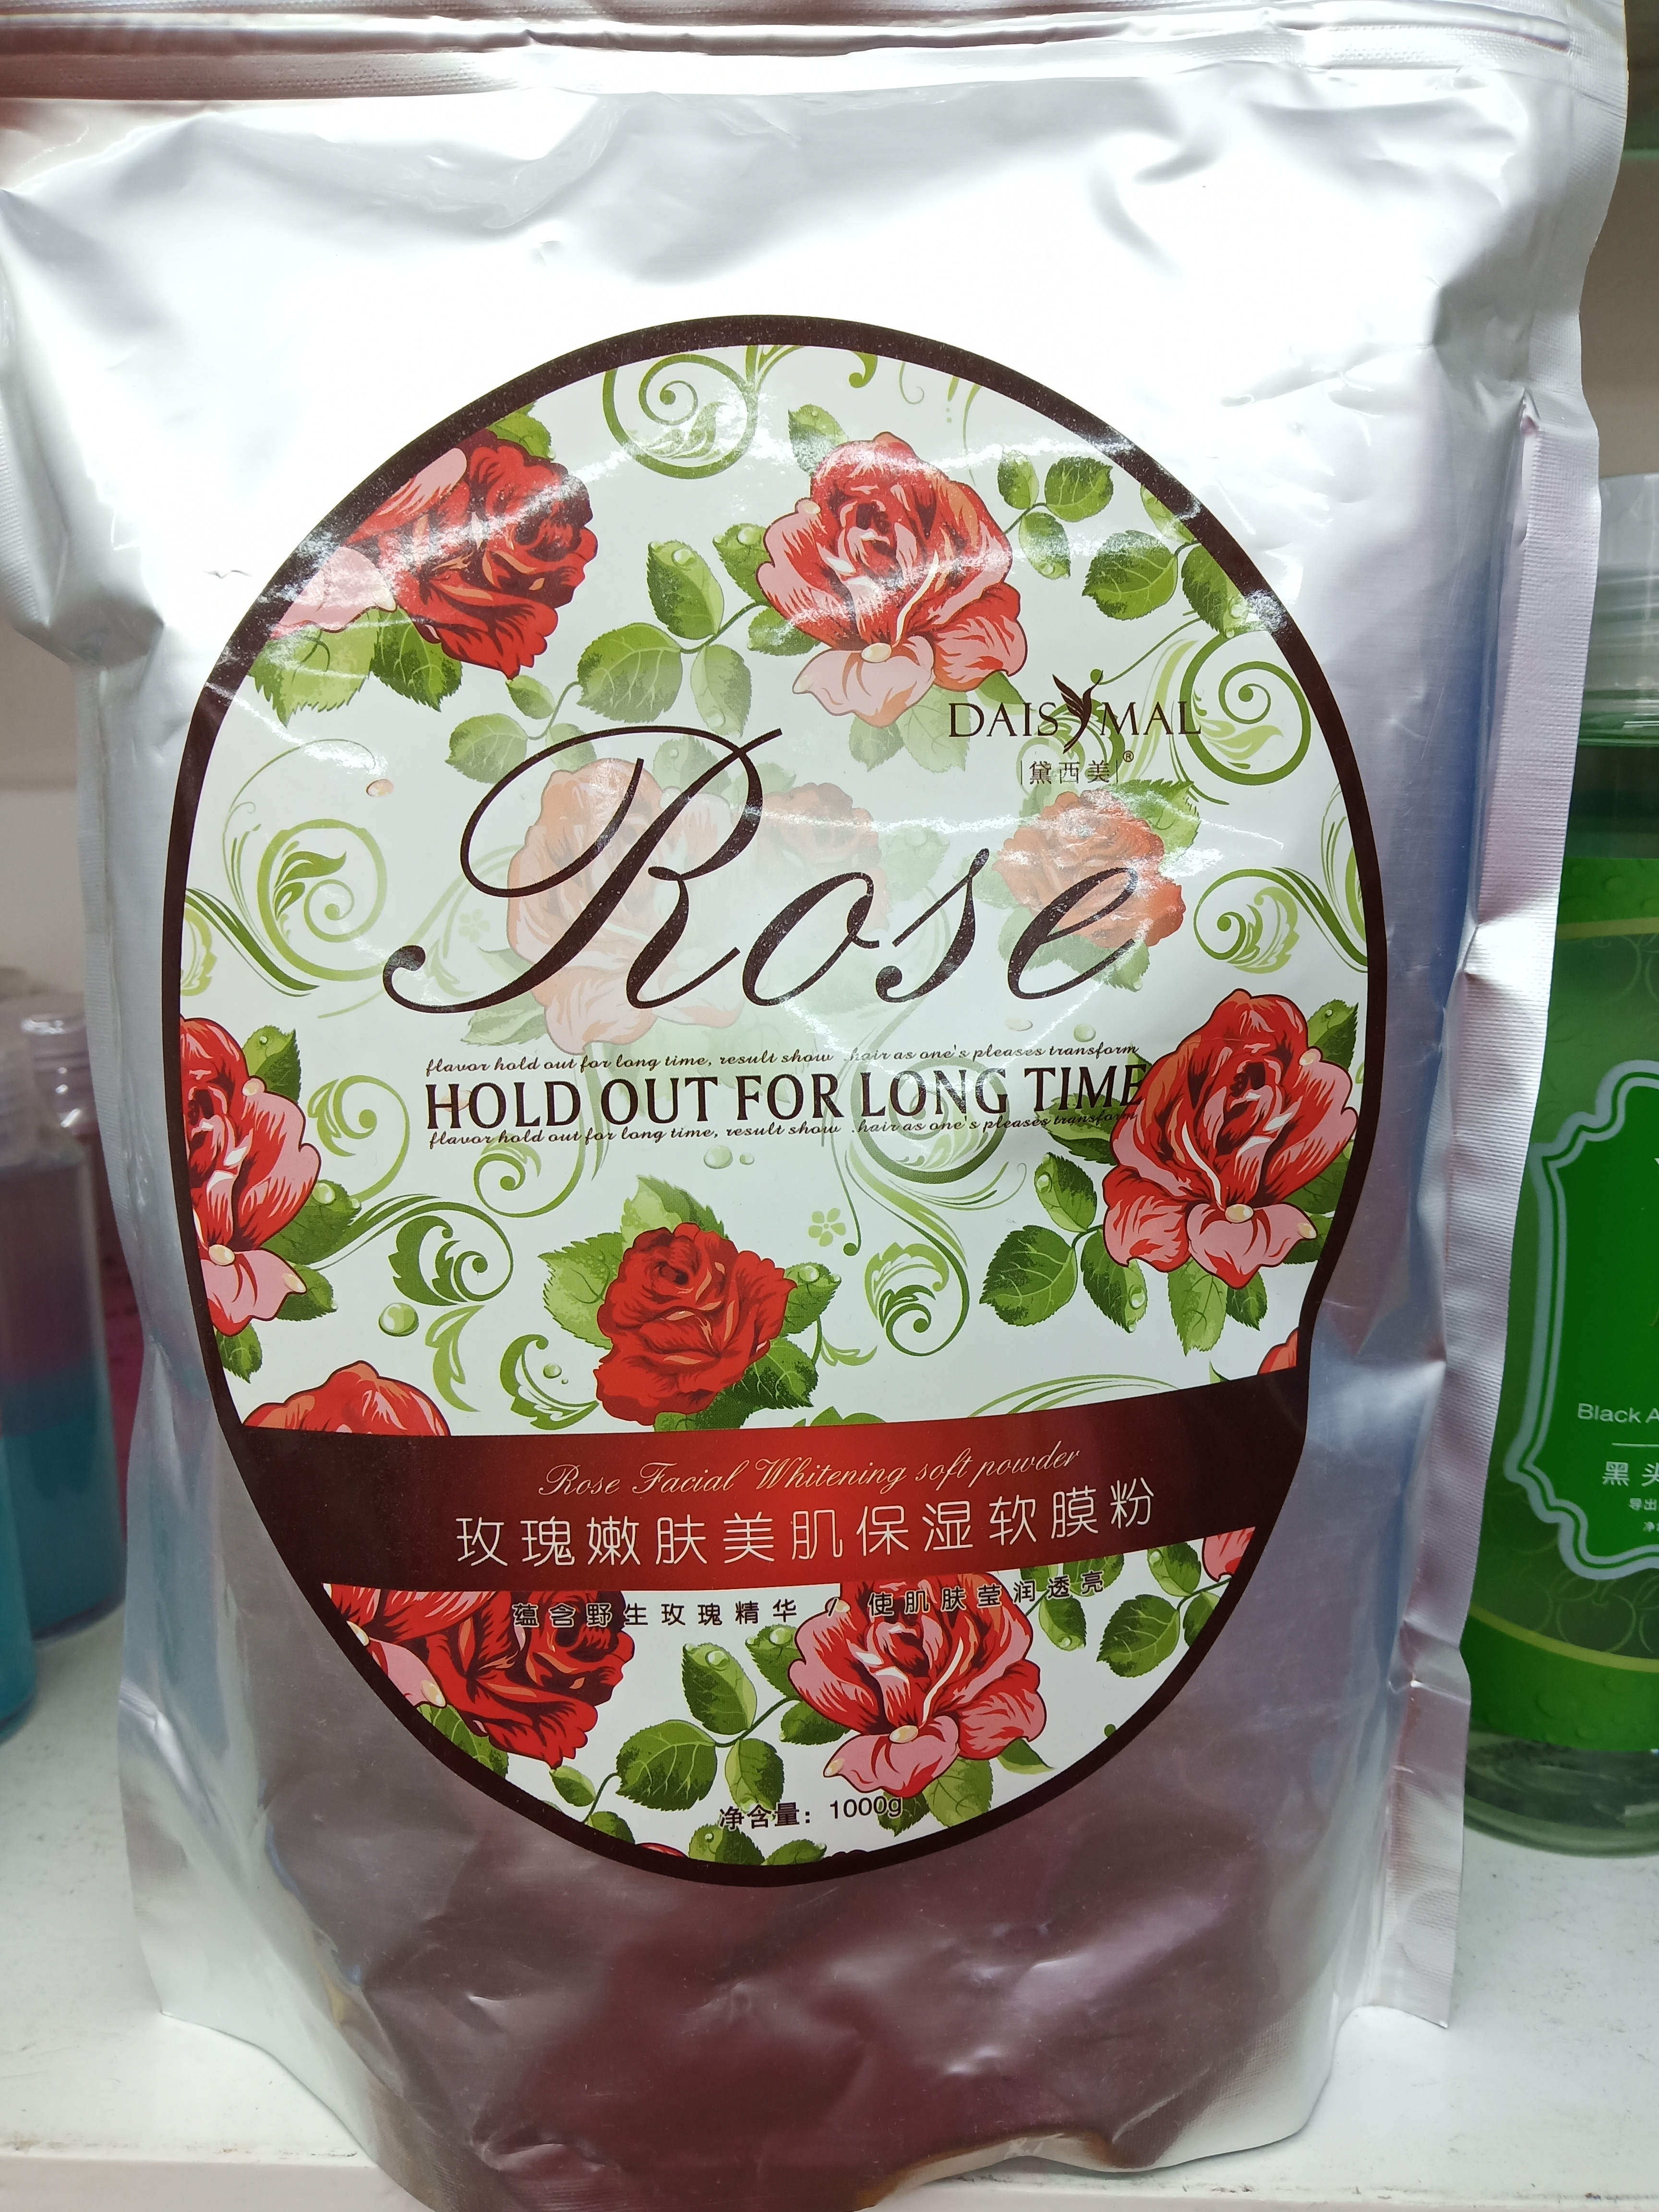 DAISYMAL
黛西美®
Rose
flavor hold out for long time, result show .hair as one's pleases transform
HOLD OUT FOR LONG TIME
flavor hold out for long time, result show .hair as one's pleases transform
Rose Facial Whitening soft powder
玫瑰嫩肤美肌保湿软膜粉
蕴含野生玫瑰精华 / 使肌肤莹润透亮
净含量：1000g
Black
黑
导出